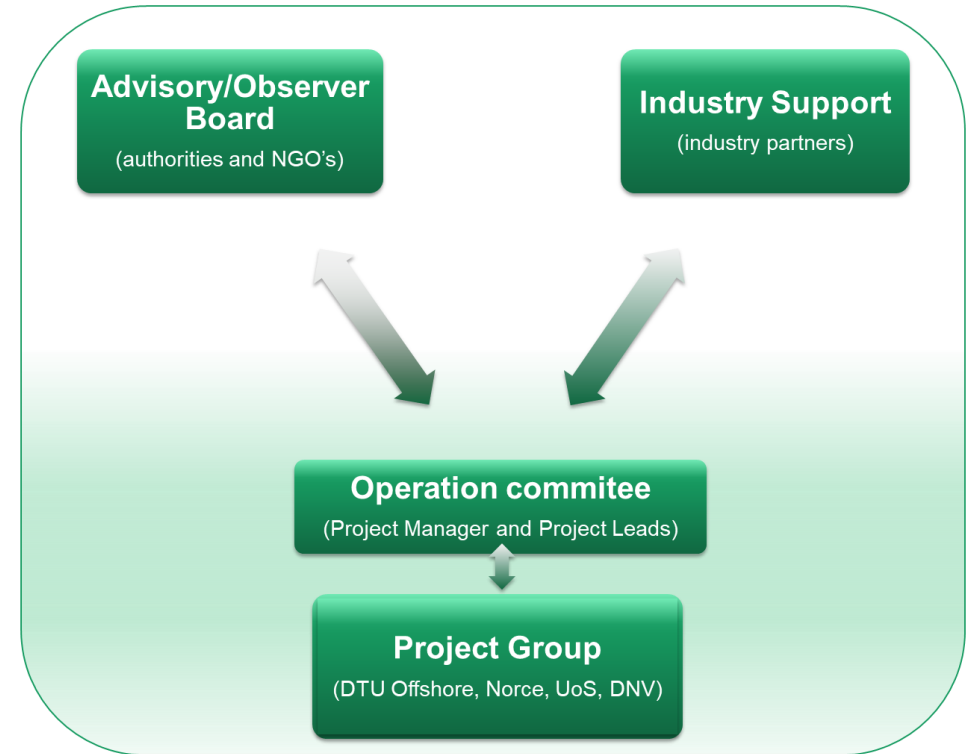 Advisory/Observer
Board
(authorities and NGO's)
Industry Support
(industry partners)
Operation commitee
(Project Manager and Project Leads)
Project Group
(DTU Offshore, Norce, UoS, DNV)